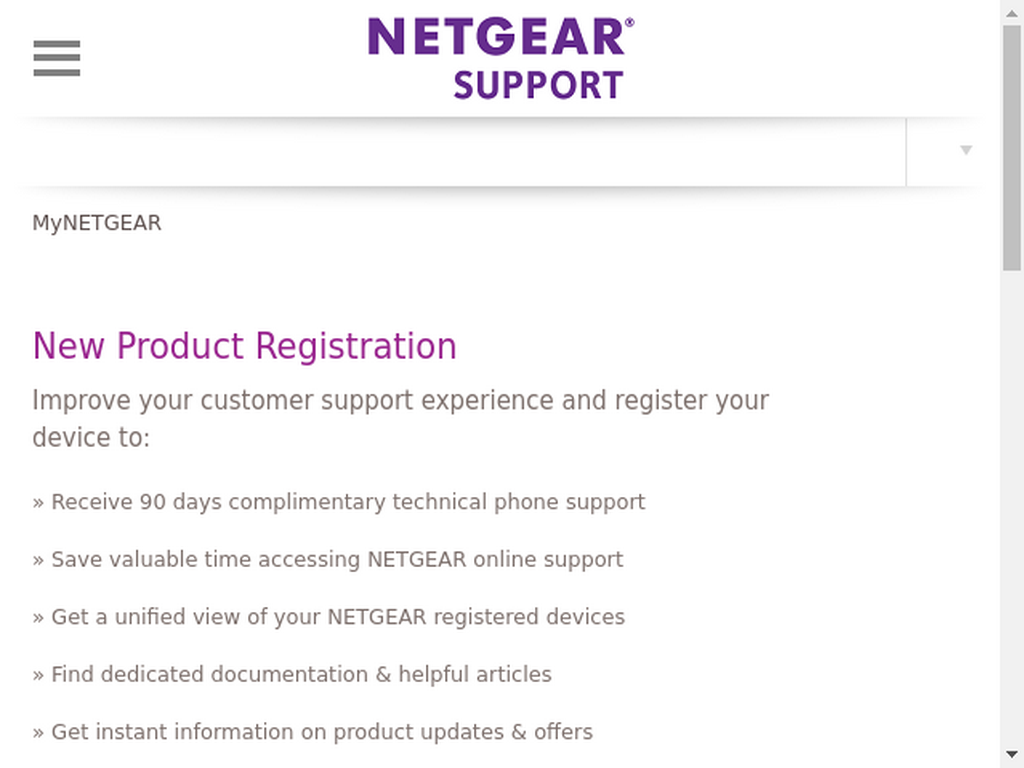 NETGEAR®
SUPPORT
MyNETGEAR
New Product Registration
Improve your customer support experience and register your
device to:
» Receive 90 days complimentary technical phone support
» Save valuable time accessing NETGEAR online support
» Get a unified view of your NETGEAR registered devices
» Find dedicated documentation & helpful articles
» Get instant information on product updates & offers